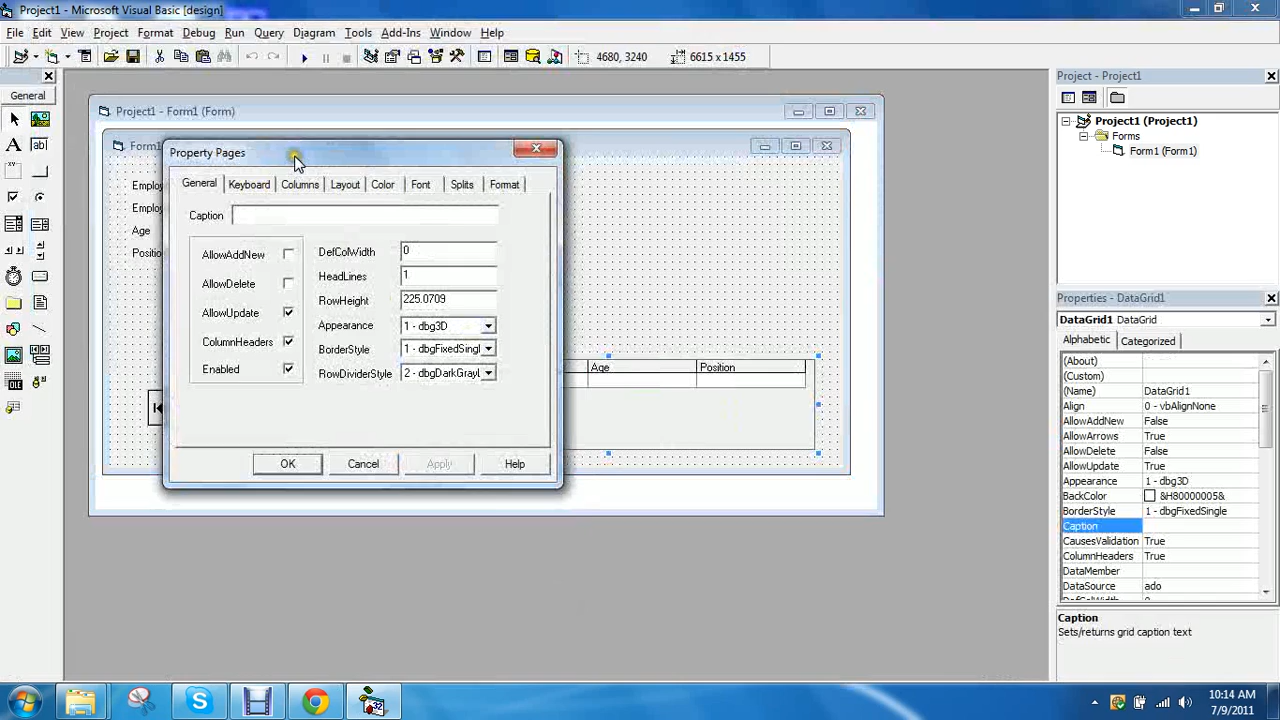 Project1 - Microsoft Visual Basic [design]
File Edit View Project Format Debug Run Query Diagram Tools Add-Ins Window Help
4680, 3240 6615 x 1455
General
Project1 - Form1 (Form)
Form1
Employ
Employ
Age
Position
Property Pages
General Keyboard Columns Layout Color Font Splits Format
Caption
AllowAddNew
AllowDelete
AllowUpdate
ColumnHeaders
Enabled
DefColWidth 0
HeadLines 1
RowHeight 225.0709
Appearance 1 - dbg3D
BorderStyle 1 - dbgFixedSingl
RowDividerStyle 2 - dbgDarkGrayL
OK Cancel Apply Help
Age Position
Project - Project1
Project1 (Project1)
Forms
Form1 (Form1)
Properties - DataGrid1
DataGrid1 DataGrid
Alphabetic Categorized
(About)
(Custom)
(Name) DataGrid1
Align 0 - vbAlignNone
AllowAddNew False
AllowArrows True
AllowDelete False
AllowUpdate True
Appearance 1 - dbg3D
BackColor &H80000005&
BorderStyle 1 - dbgFixedSingle
Caption
CausesValidation True
ColumnHeaders True
DataMember
DataSource ado
Caption
Sets/returns grid caption text
32
10:14 AM
7/9/2011